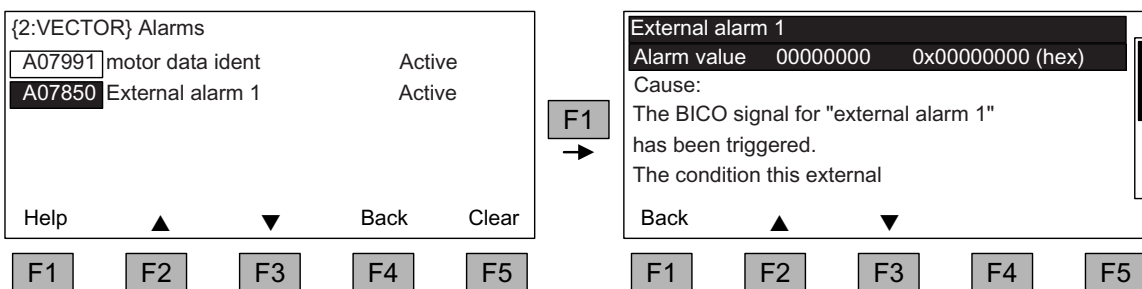 {2:VECTOR} Alarms
A07991 motor data ident Active
A07850 External alarm 1 Active
Help ▲ ▼ Back Clear
F1 F2 F3 F4 F5
F1
External alarm 1
Alarm value 00000000 0x00000000 (hex)
Cause:
The BICO signal for "external alarm 1"
has been triggered.
The condition this external
Back ▲ ▼
F1 F2 F3 F4 F5